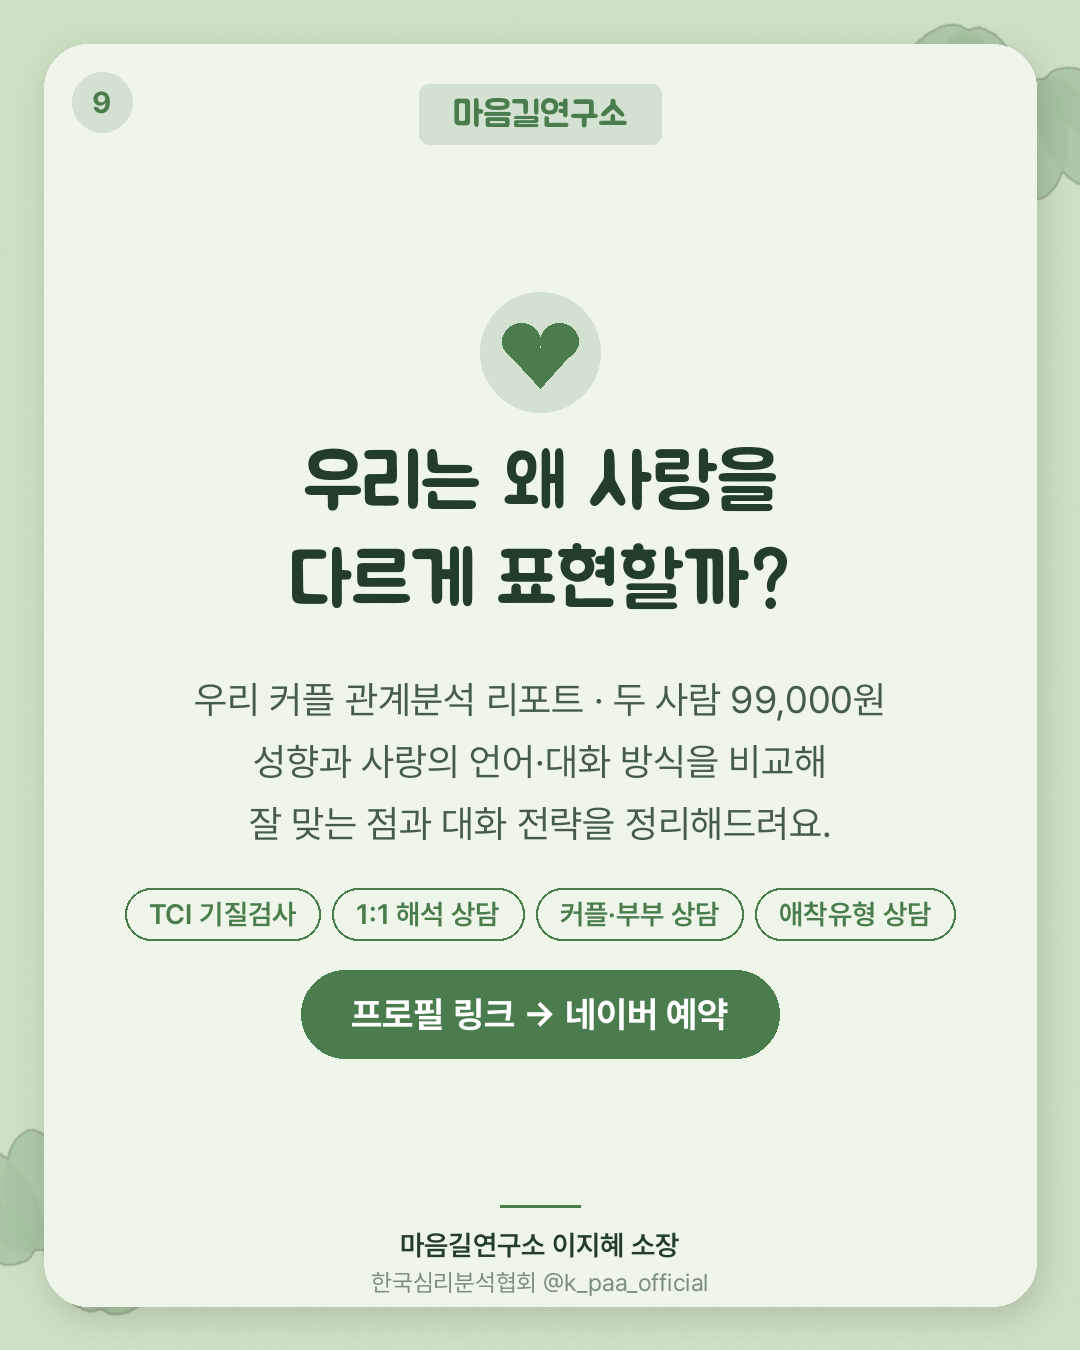 9
마음길연구소
우리는 왜 사랑을
다르게 표현할까?
우리 커플 관계분석 리포트 · 두 사람 99,000원
성향과 사랑의 언어·대화 방식을 비교해
잘 맞는 점과 대화 전략을 정리해드려요.
TCI 기질검사 1:1 해석 상담 커플·부부 상담 애착유형 상담
프로필 링크 → 네이버 예약
마음길연구소 이지혜 소장
한국심리분석협회 @k_paa_official